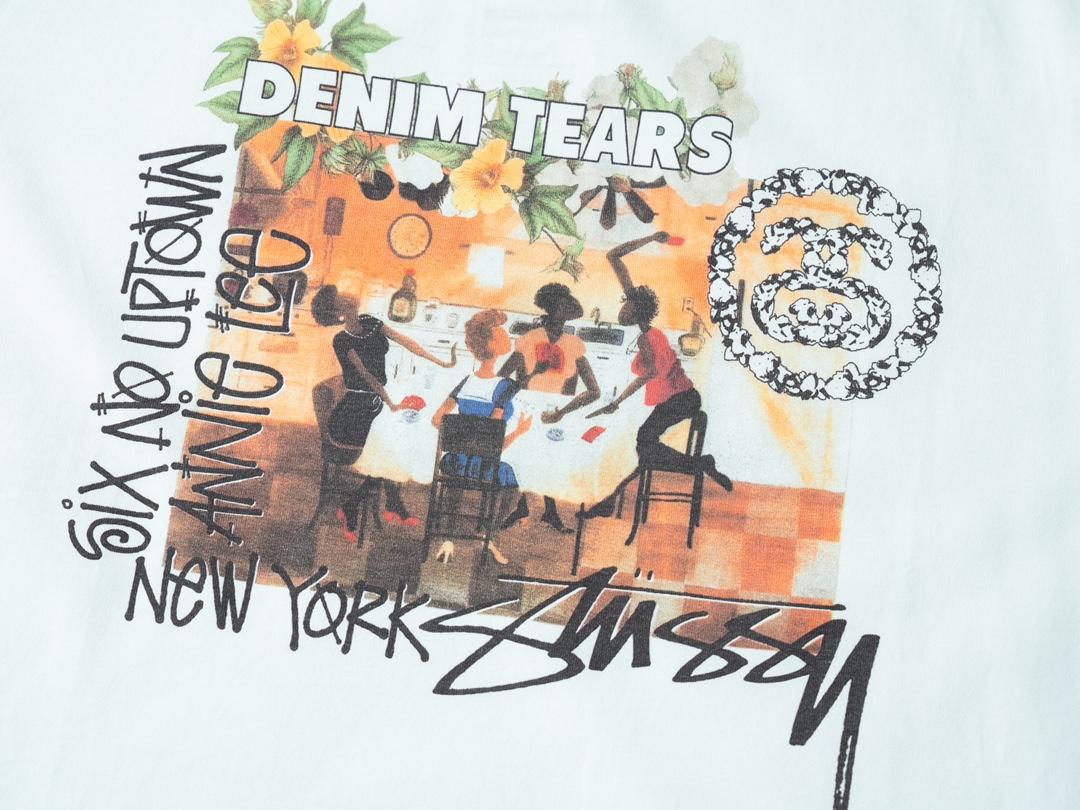 DENIM TEARS
SIX NO UPTOWN
ANNIE LEE
NEW YORK
Stüssy